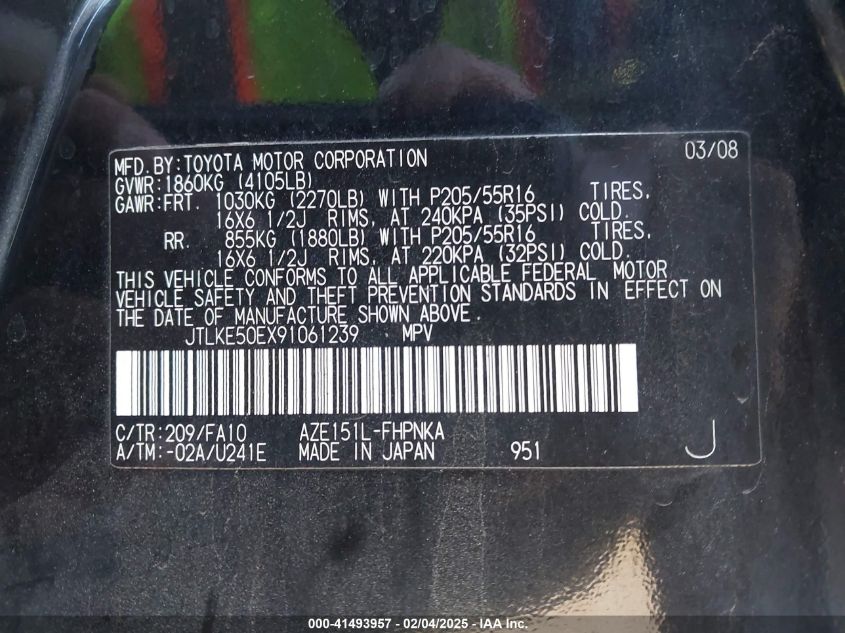 MFD.BY:TOYOTA MOTOR CORPORATION 03/08
GVWR:1860KG (4105LB)
GAWR:FRT. 1030KG (2270LB) WITH P205/55R16 TIRES,
16X6 1/2J RIMS, AT 240KPA (35PSI) COLD.
RR. 855KG (1880LB) WITH P205/55R16 TIRES,
16X6 1/2J RIMS, AT 220KPA (32PSI) COLD.
THIS VEHICLE CONFORMS TO ALL APPLICABLE FEDERAL MOTOR
VEHICLE SAFETY AND THEFT PREVENTION STANDARDS IN EFFECT ON
THE DATE OF MANUFACTURE SHOWN ABOVE.
JTLKE50EX91061239 MPV
C/TR:209/FA10 AZE151L-FHPNKA
A/TM:-02A/U241E MADE IN JAPAN 951 J
000-41493957 - 02/04/2025 - IAA Inc.